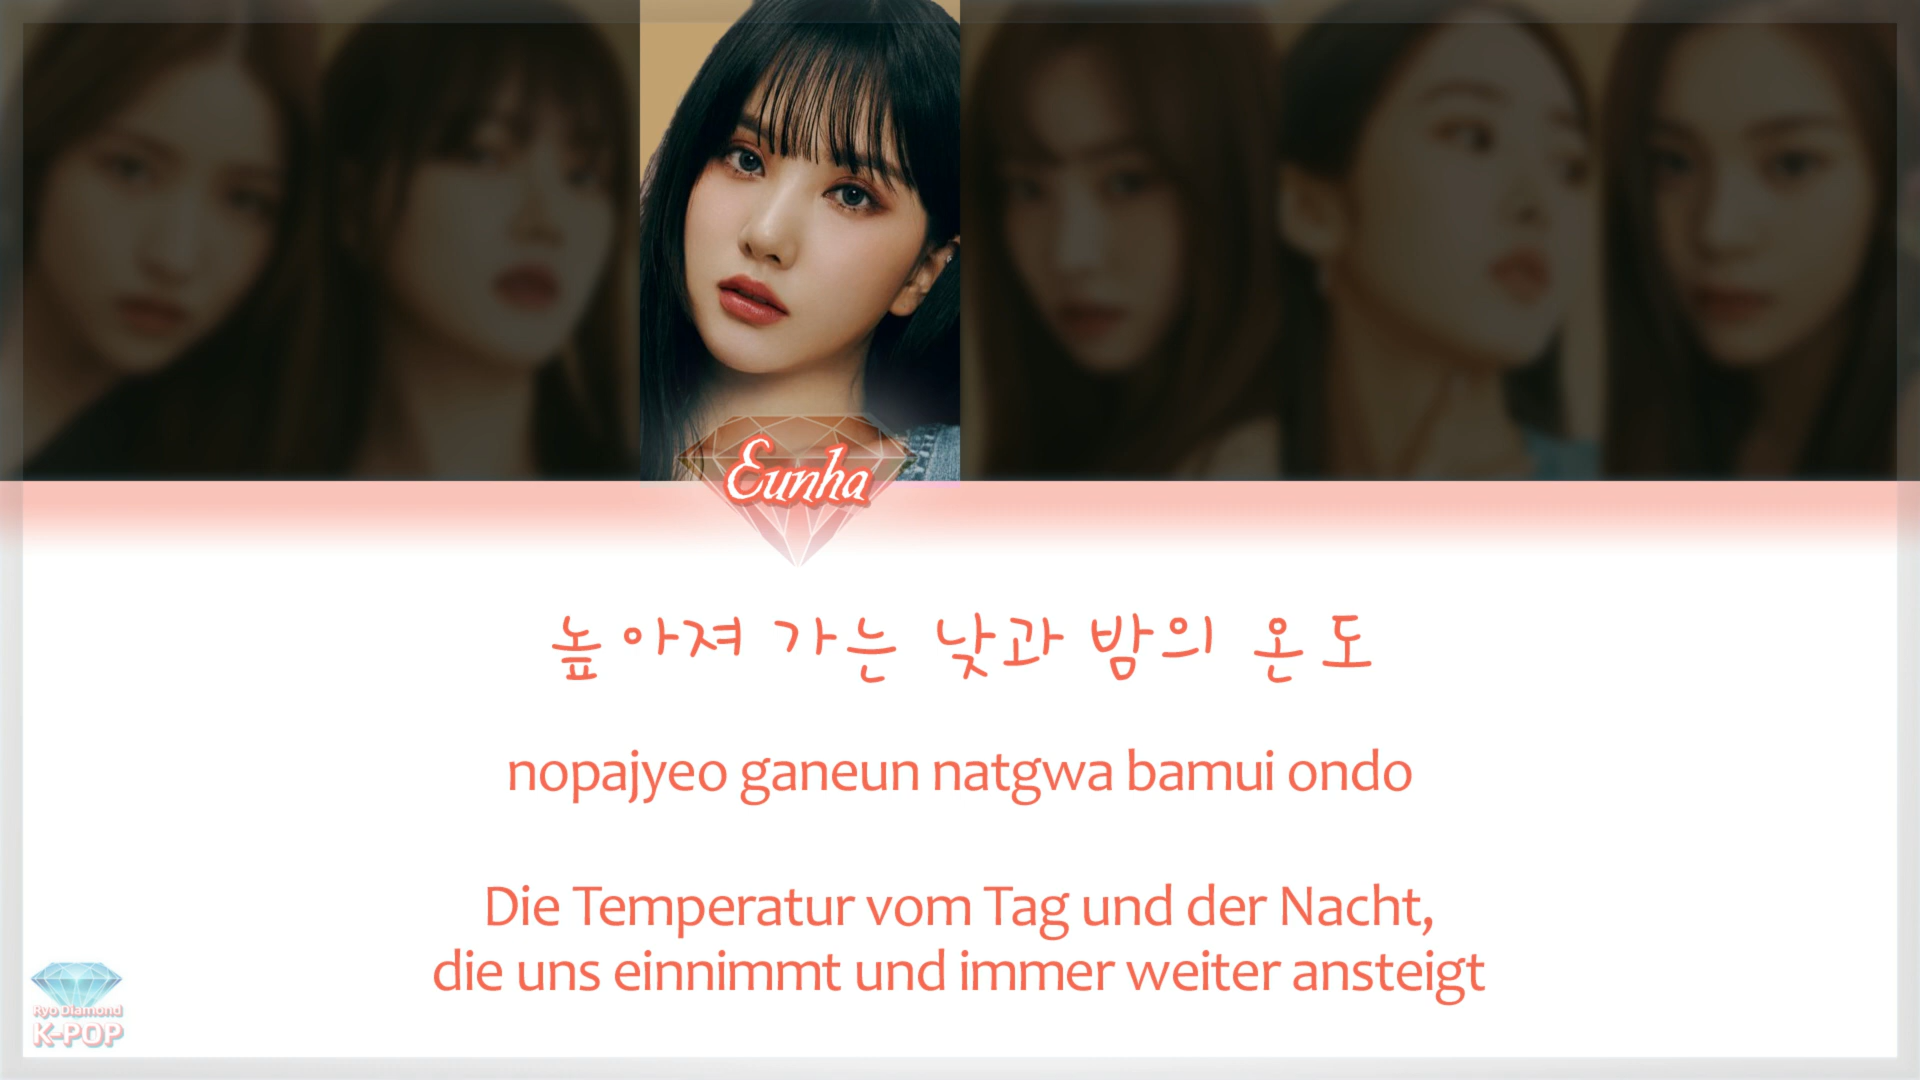 Eunha
높아져 가는 낮과 밤의 온도
nopajyeo ganeun natgwa bamui ondo
Die Temperatur vom Tag und der Nacht,
die uns einnimmt und immer weiter ansteigt
Ryo Diamond
K-POP